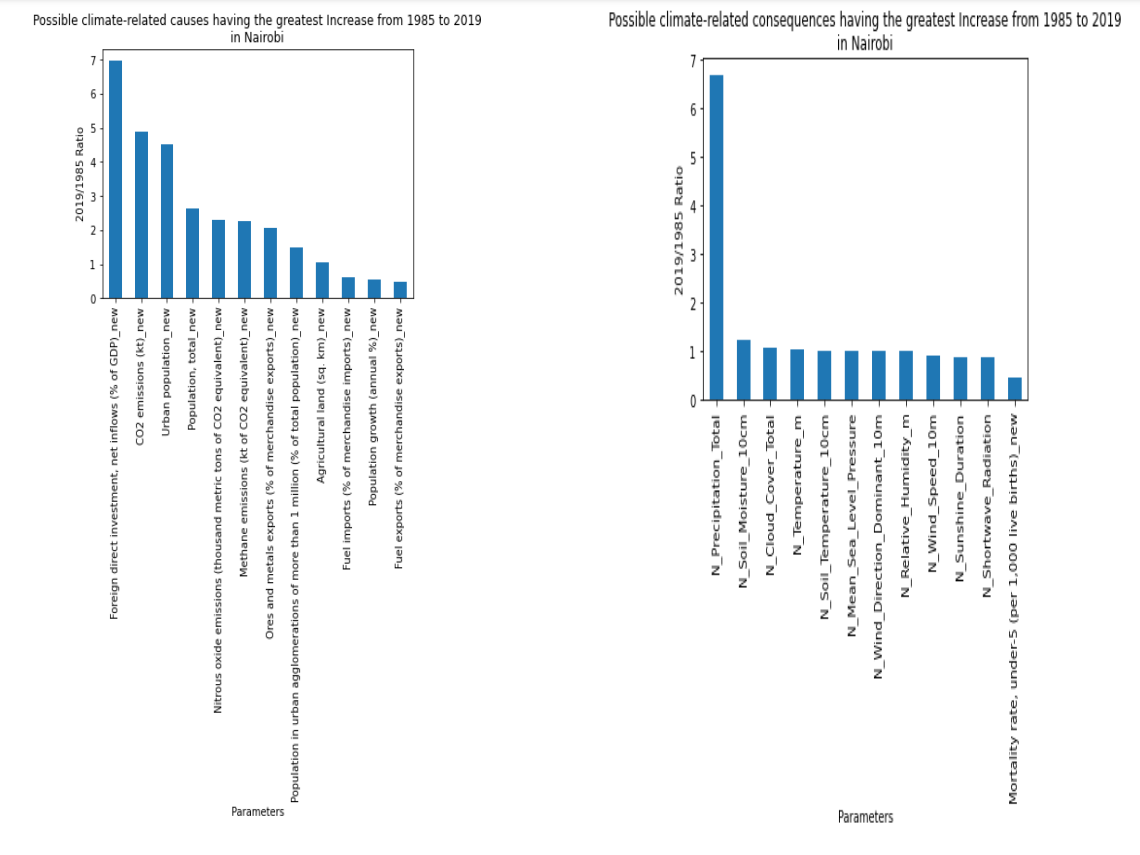 Possible climate-related causes having the greatest Increase from 1985 to 2019
in Nairobi
7
6
5
4
3
2
1
0
2019/1985 Ratio
Foreign direct investment, net inflows (% of GDP)_new
CO2 emissions (kt)_new
Urban population_new
Population, total_new
Nitrous oxide emissions (thousand metric tons of CO2 equivalent)_new
Methane emissions (kt of CO2 equivalent)_new
Ores and metals exports (% of merchandise exports)_new
Population in urban agglomerations of more than 1 million (% of total population)_new
Agricultural land (sq. km)_new
Fuel imports (% of merchandise imports)_new
Population growth (annual %)_new
Fuel exports (% of merchandise exports)_new
Parameters
Possible climate-related consequences having the greatest Increase from 1985 to 2019
in Nairobi
7
6
5
4
3
2
1
0
2019/1985 Ratio
N_Precipitation_Total
N_Soil_Moisture_10cm
N_Cloud_Cover_Total
N_Temperature_m
N_Soil_Temperature_10cm
N_Mean_Sea_Level_Pressure
N_Wind_Direction_Dominant_10m
N_Relative_Humidity_m
N_Wind_Speed_10m
N_Sunshine_Duration
N_Shortwave_Radiation
Mortality rate, under-5 (per 1,000 live births)_new
Parameters